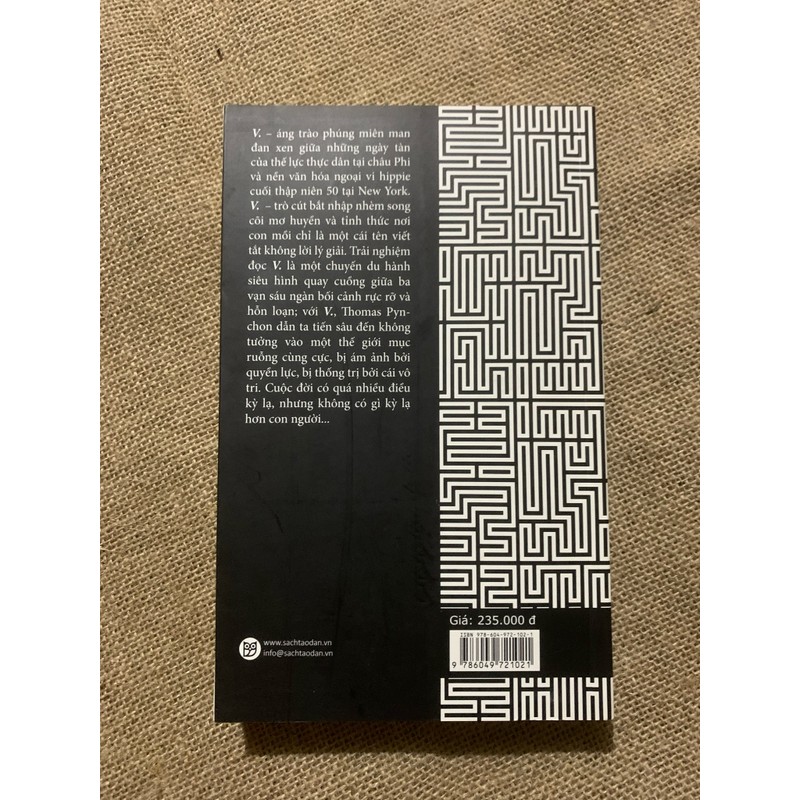 V. – áng trào phúng miên man
đan xen giữa những ngày tàn
của thế lực thực dân tại châu Phi
và nền văn hóa ngoại vi hippie
cuối thập niên 50 tại New York.
V. – trò cút bắt nhập nhèm song
cõi mơ huyễn và tỉnh thức nơi
con mồi chỉ là một cái tên viết
tắt không lời lý giải. Trải nghiệm
đọc V. là một chuyến du hành
siêu hình quay cuồng giữa ba
vạn sáu ngàn bối cảnh rực rỡ và
hỗn loạn; với V., Thomas Pyn-
chon dẫn ta tiến sâu đến không
tưởng vào một thế giới mục
ruỗng cùng cực, bị ám ảnh bởi
quyền lực, bị thống trị bởi cái vô
tri. Cuộc đời có quá nhiều điều
kỳ lạ, nhưng không có gì kỳ lạ
hơn con người...
www.sachtaodan.vn
info@sachtaodan.vn
Giá: 235.000 đ
ISBN 978-604-972-102-1
9 786049 721021